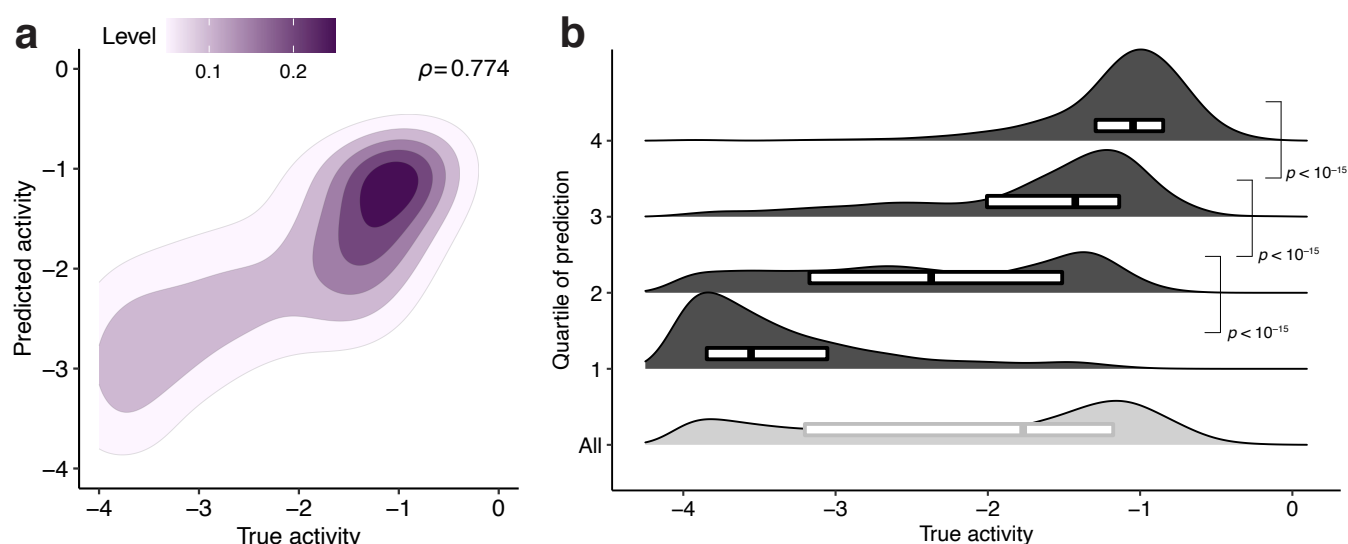 a
Level
0.1 0.2
ρ=0.774
0
−1
−2
−3
−4
Predicted activity
−4 −3 −2 −1 0
True activity
b
Quartile of prediction
4
3
2
1
All
p < 10⁻¹⁵
p < 10⁻¹⁵
p < 10⁻¹⁵
−4 −3 −2 −1 0
True activity